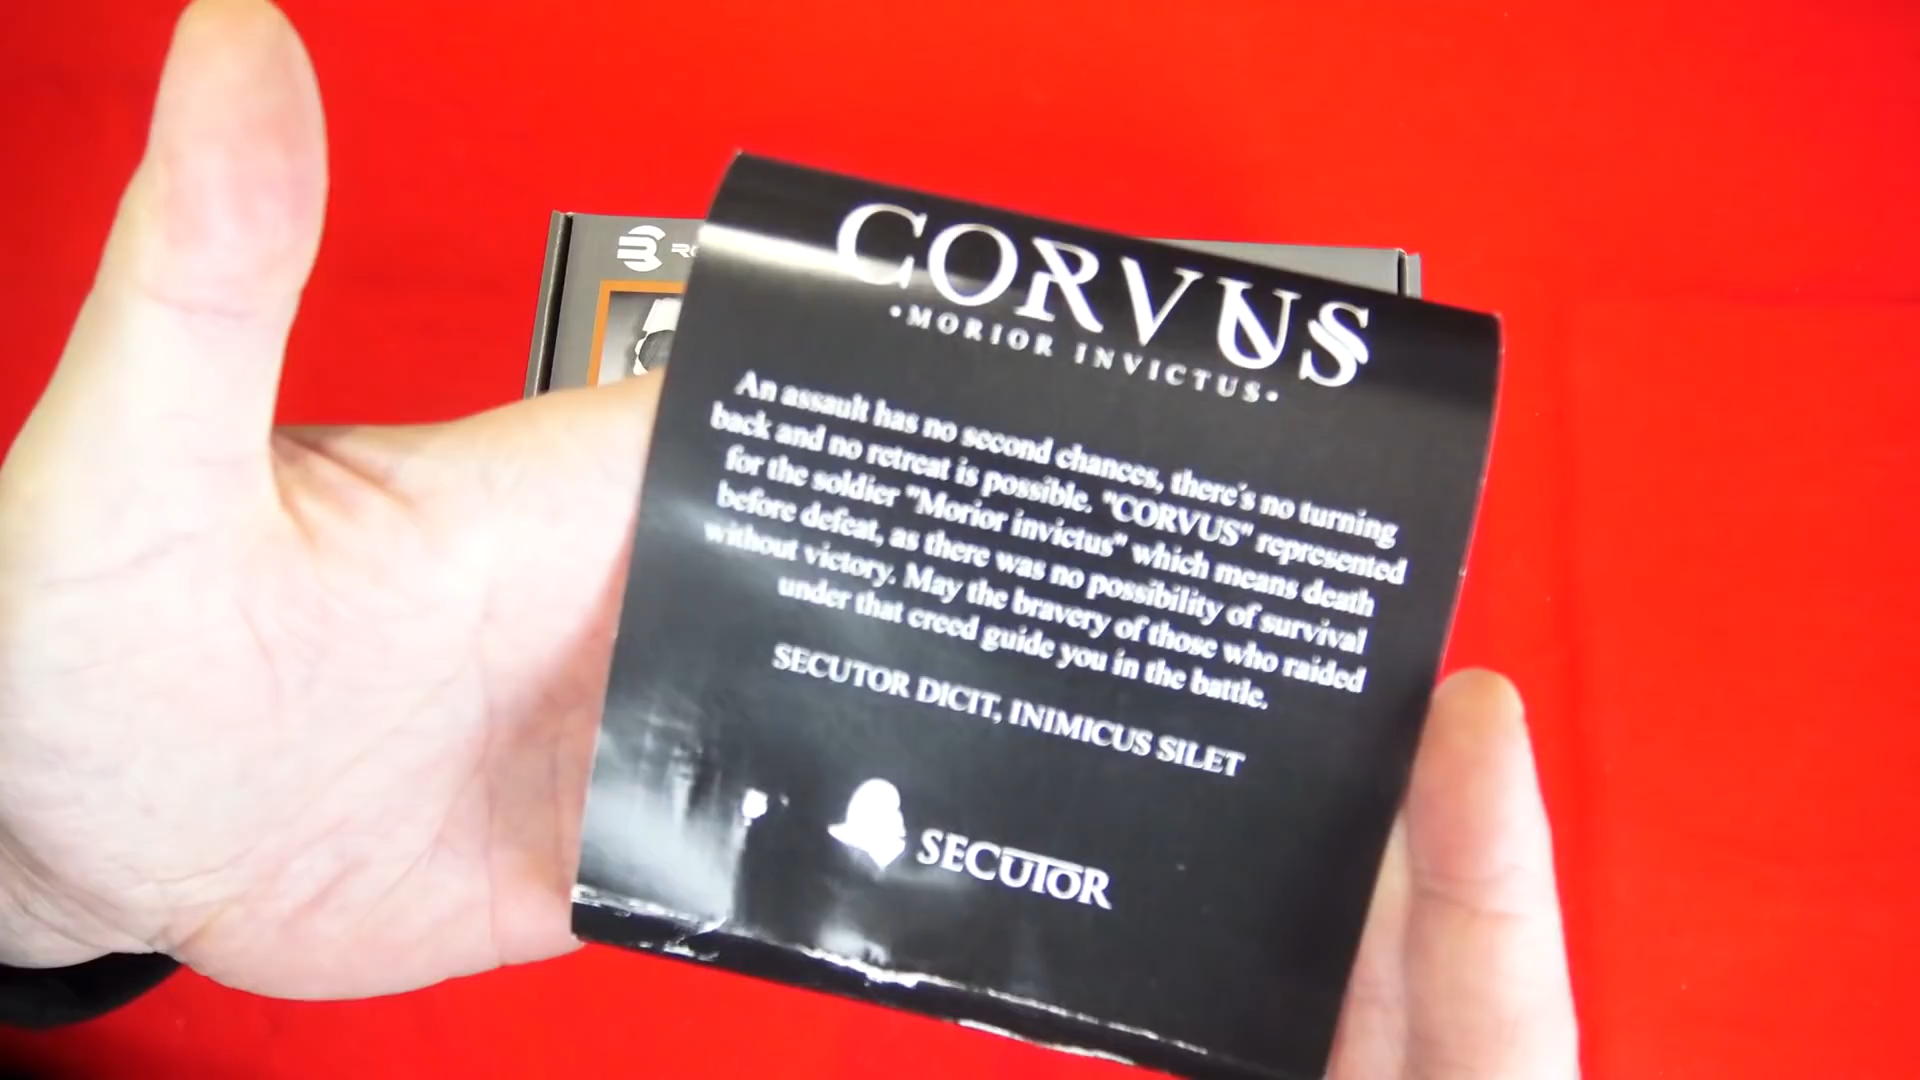 CORVUS
·MORIOR INVICTUS·
An assault has no second chances, there's no turning
back and no retreat is possible. "CORVUS" represented
for the soldier "Morior invictus" which means death
before defeat, as there was no possibility of survival
without victory. May the bravery of those who raided
under that creed guide you in the battle.
SECUTOR DICIT, INIMICUS SILET
SECUTOR